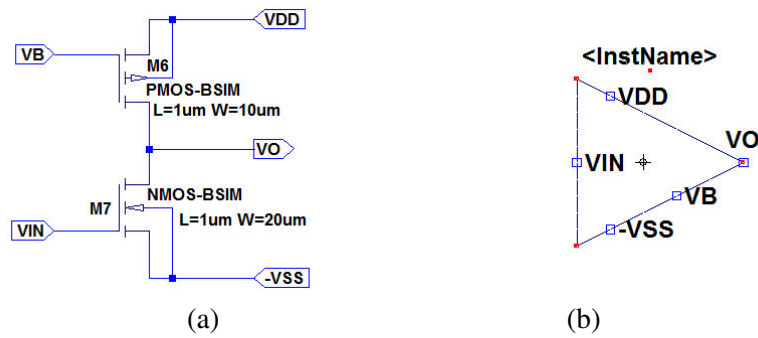 VDD
VB
M6
PMOS-BSIM
L=1um W=10um
VO
NMOS-BSIM
M7
L=1um W=20um
VIN
-VSS
(a)
<InstName>
VDD
VO
VIN
VB
-VSS
(b)